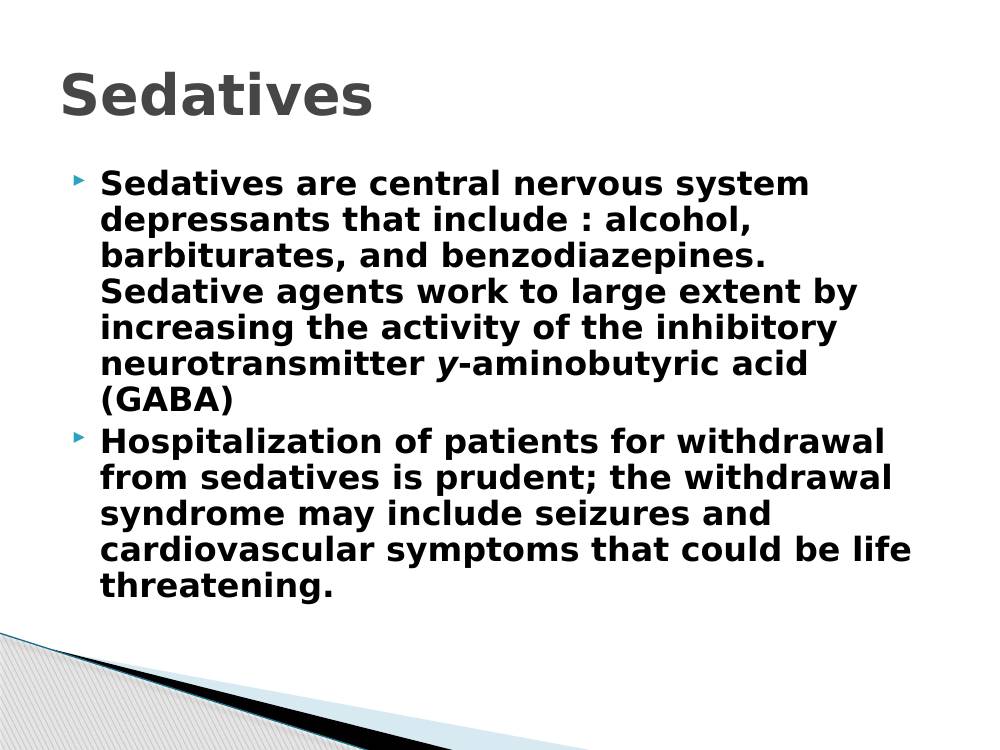 Sedatives
Sedatives are central nervous system
depressants that include : alcohol,
barbiturates, and benzodiazepines.
Sedative agents work to large extent by
increasing the activity of the inhibitory
neurotransmitter y-aminobutyric acid
(GABA)
Hospitalization of patients for withdrawal
from sedatives is prudent; the withdrawal
syndrome may include seizures and
cardiovascular symptoms that could be life
threatening.